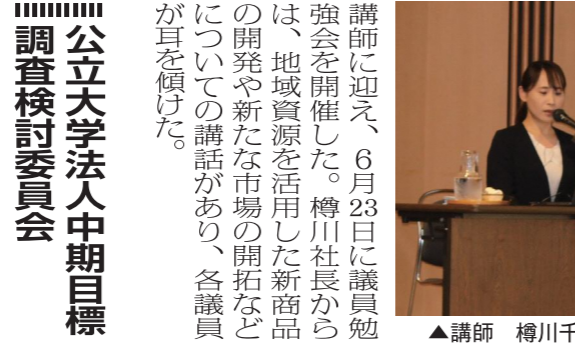 ▲講師　樽川千
講師に迎え、6月23日に議員勉
強会を開催した。樽川社長から
は、地域資源を活用した新商品
の開発や新たな市場の開拓など
についての講話があり、各議員
が耳を傾けた。
公立大学法人中期目標
調査検討委員会